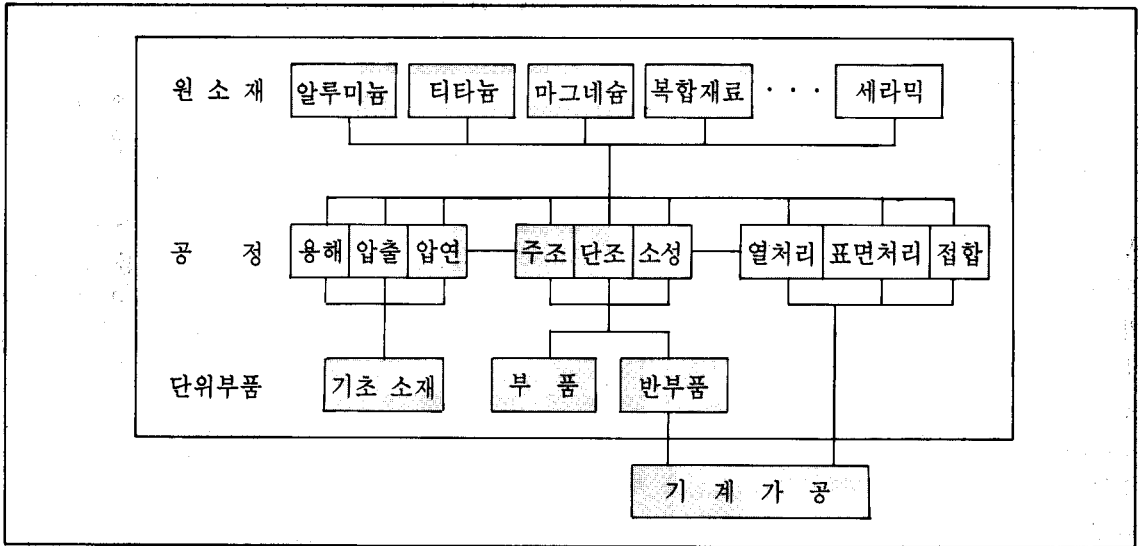 원 소 재 알루미늄 티타늄 마그네슘 복합재료 · · · 세라믹
공 정 용해 압출 압연 주조 단조 소성 열처리 표면처리 접합
단위부품 기초 소재 부 품 반부품
기 계 가 공